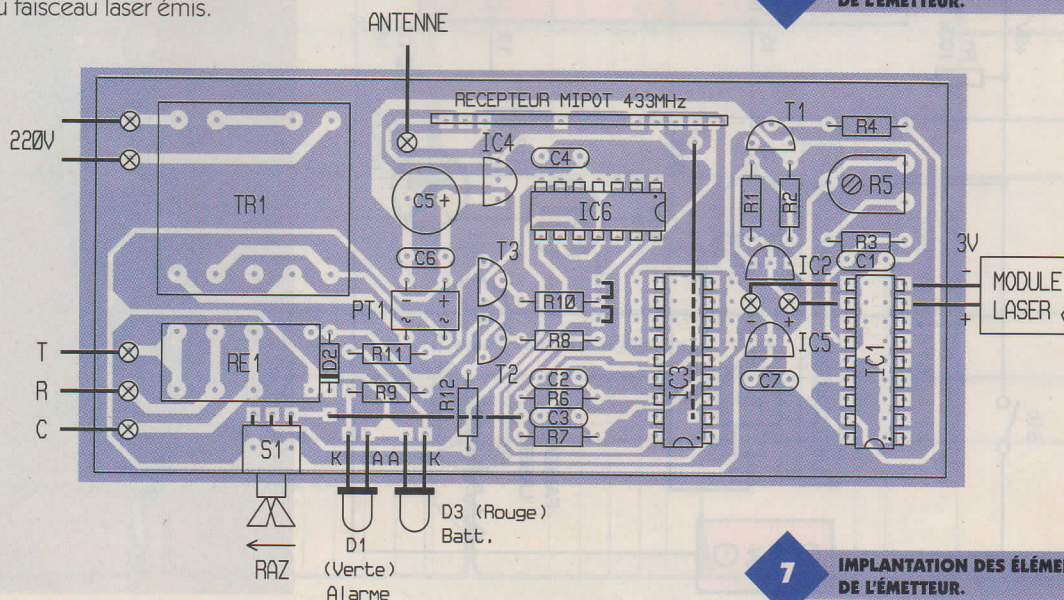 u faisceau laser émis.
DE L'ÉMETTEUR.
ANTENNE
RECEPTEUR MIPOT 433MHz
220V
TR1
IC4
C4
C5+
IC6
C6
T1
R4
R1
R2
R5
R3
C1
IC2
3V
-
+
MODULE
LASER
PT1
-
+
~
~
T3
R10
R8
T2
IC3
-
+
IC5
C7
IC1
T
R
C
RE1
D2
R11
R9
R12
C2
R6
C3
R7
S1
K
A A
K
RAZ
D1
(Verte)
Alarme
D3 (Rouge)
Batt.
7
IMPLANTATION DES ÉLÉME
DE L'ÉMETTEUR.